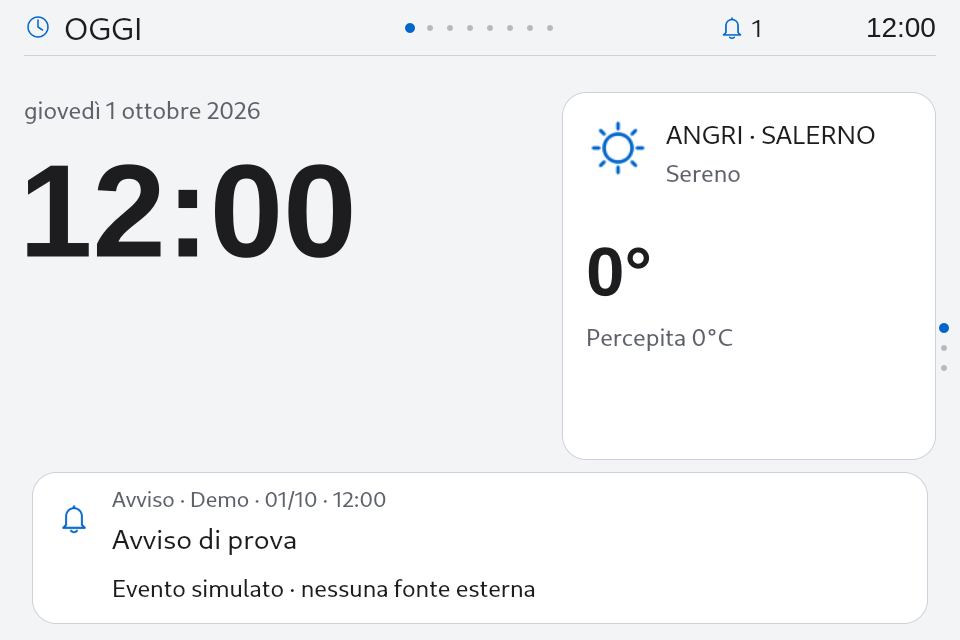 OGGI
1
12:00
giovedì 1 ottobre 2026
12:00
ANGRI · SALERNO
Sereno
0°
Percepita 0°C
Avviso · Demo · 01/10 · 12:00
Avviso di prova
Evento simulato · nessuna fonte esterna